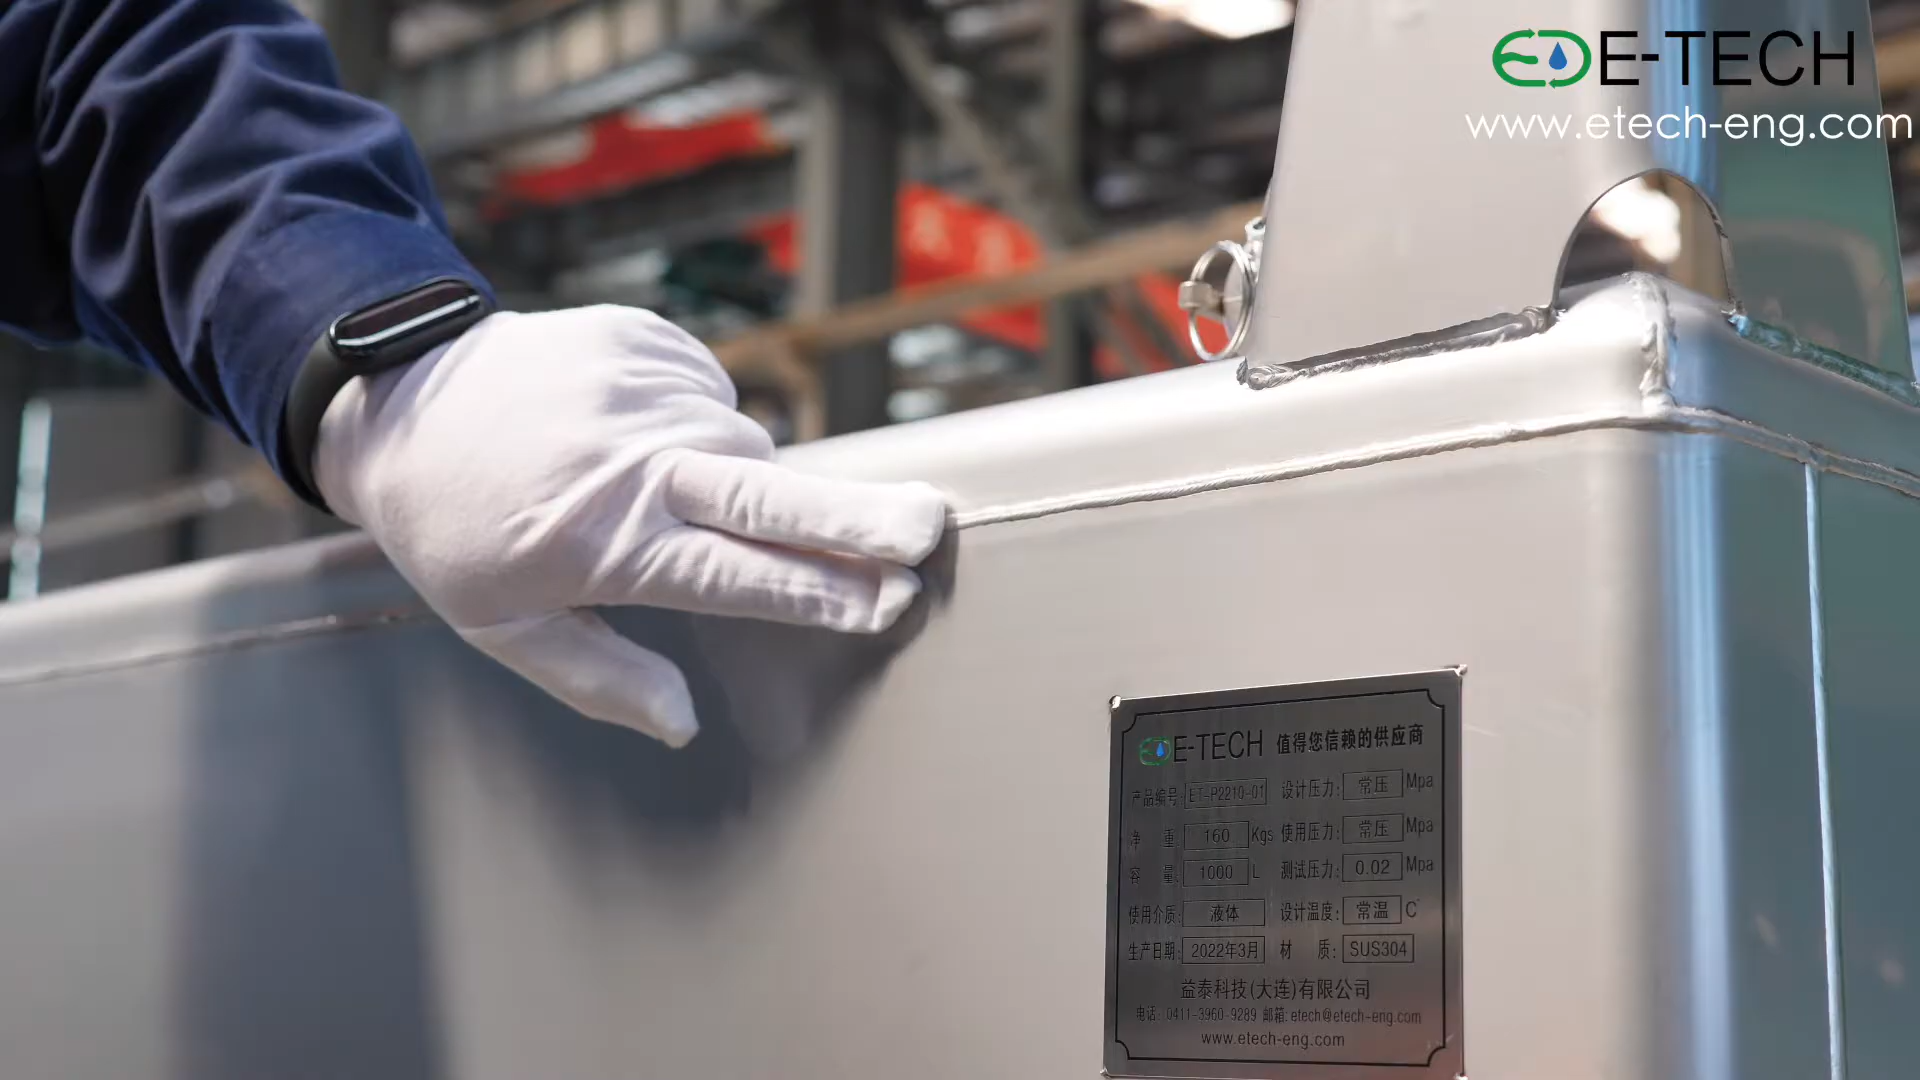 E-TECH
www.etech-eng.com
E-TECH 值得您信赖的供应商
产品编号: ET-P2210-01 设计压力: 常压 Mpa
净 重: 160 Kgs 使用压力: 常压 Mpa
容 量: 1000 L 测试压力: 0.02 Mpa
使用介质: 液体 设计温度: 常温 C
生产日期: 2022年3月 材 质: SUS304
益泰科技(大连)有限公司
电话: 0411-3960-9289 邮箱: etech@etech-eng.com
www.etech-eng.com